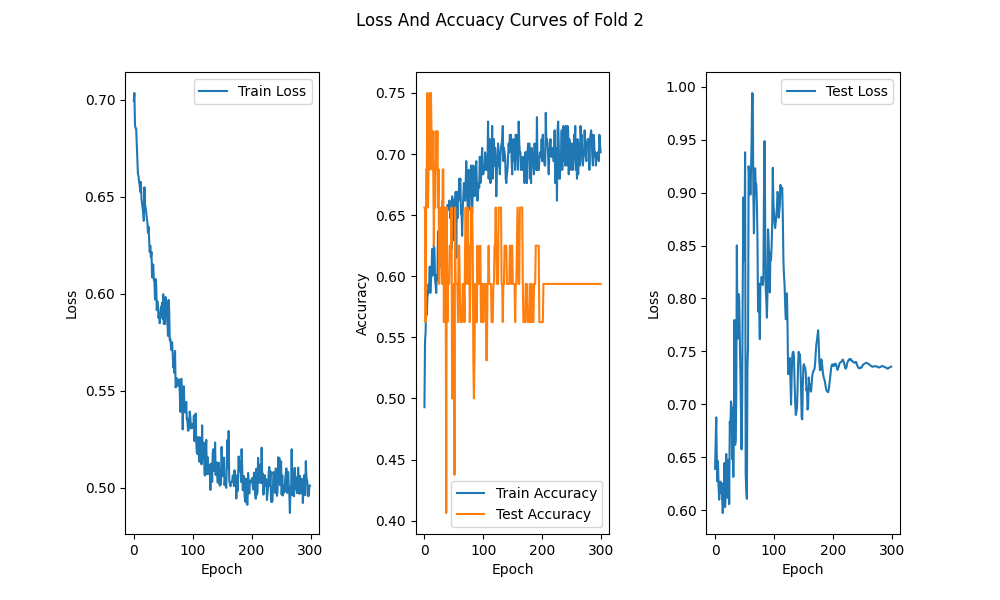 Loss And Accuacy Curves of Fold 2
Train Loss
0.70
0.65
0.60
0.55
0.50
Loss
0 100 200 300
Epoch
0.75
0.70
0.65
0.60
0.55
0.50
0.45
0.40
Accuracy
Train Accuracy
Test Accuracy
0 100 200 300
Epoch
Test Loss
1.00
0.95
0.90
0.85
0.80
0.75
0.70
0.65
0.60
Loss
0 100 200 300
Epoch